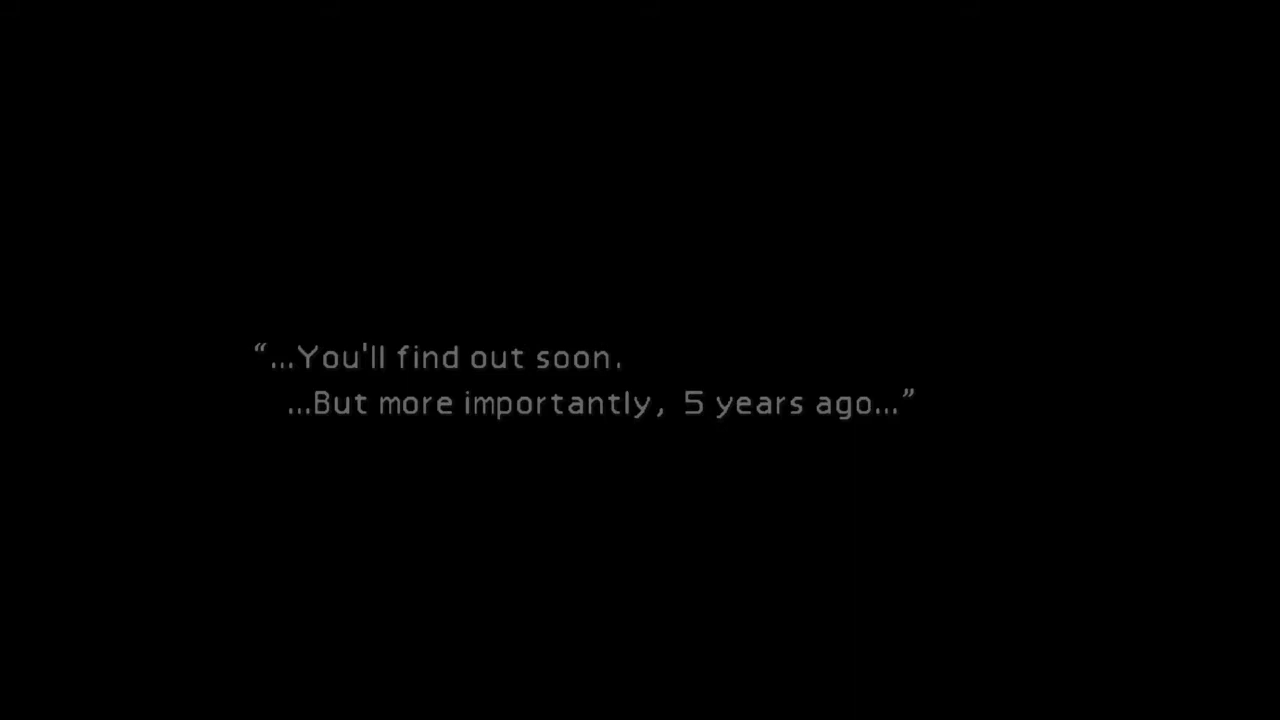 “...You'll find out soon.
...But more importantly, 5 years ago...”